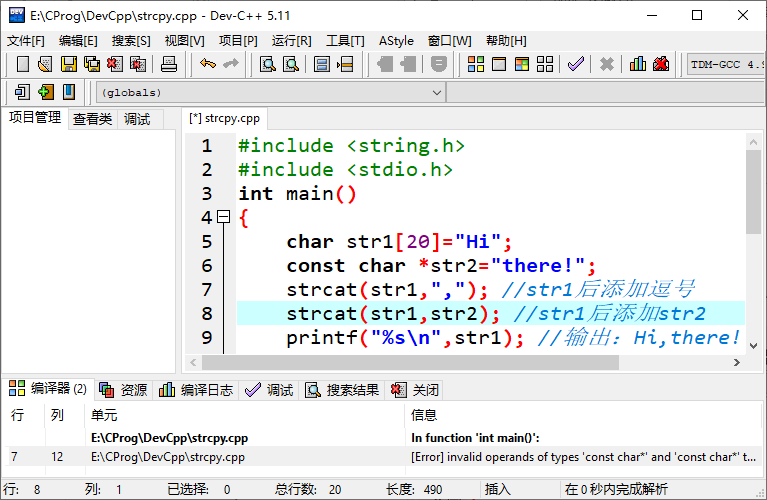 E:\CProg\DevCpp\strcpy.cpp - Dev-C++ 5.11
文件[F] 编辑[E] 搜索[S] 视图[V] 项目[P] 运行[R] 工具[T] AStyle 窗口[W] 帮助[H]
TDM-GCC 4.9
(globals)
项目管理 查看类 调试
[*] strcpy.cpp
1 #include <string.h>
2 #include <stdio.h>
3 int main()
4 {
5 char str1[20]="Hi";
6 const char *str2="there!";
7 strcat(str1,","); //str1后添加逗号
8 strcat(str1,str2); //str1后添加str2
9 printf("%s\n",str1); //输出：Hi,there!
编译器 (2) 资源 编译日志 调试 搜索结果 关闭
行 列 单元 信息
E:\CProg\DevCpp\strcpy.cpp In function 'int main()':
7 12 E:\CProg\DevCpp\strcpy.cpp [Error] invalid operands of types 'const char*' and 'const char*' t...
行: 8 列: 1 已选择: 0 总行数: 20 长度: 490 插入 在 0 秒内完成解析